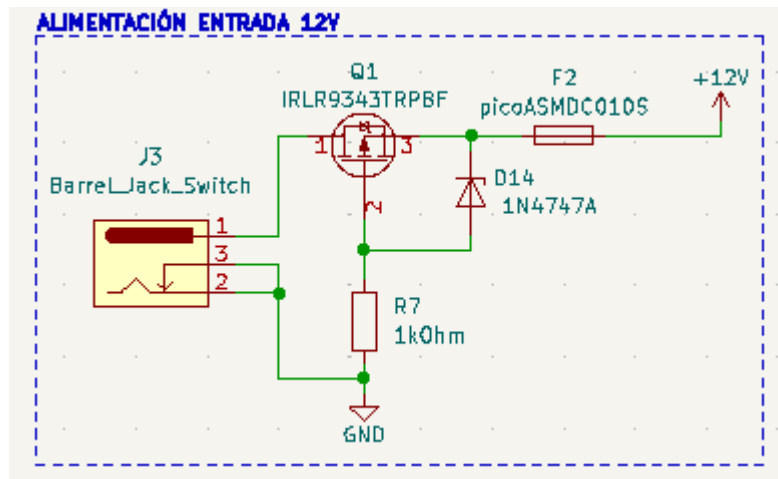 ALIMENTACIÓN ENTRADA 12V
Q1
IRLR9343TRPBF
F2
picoASMDC010S
+12V
J3
Barrel_Jack_Switch
1
3
D14
1N4747A
2
1
3
2
R7
1kOhm
GND